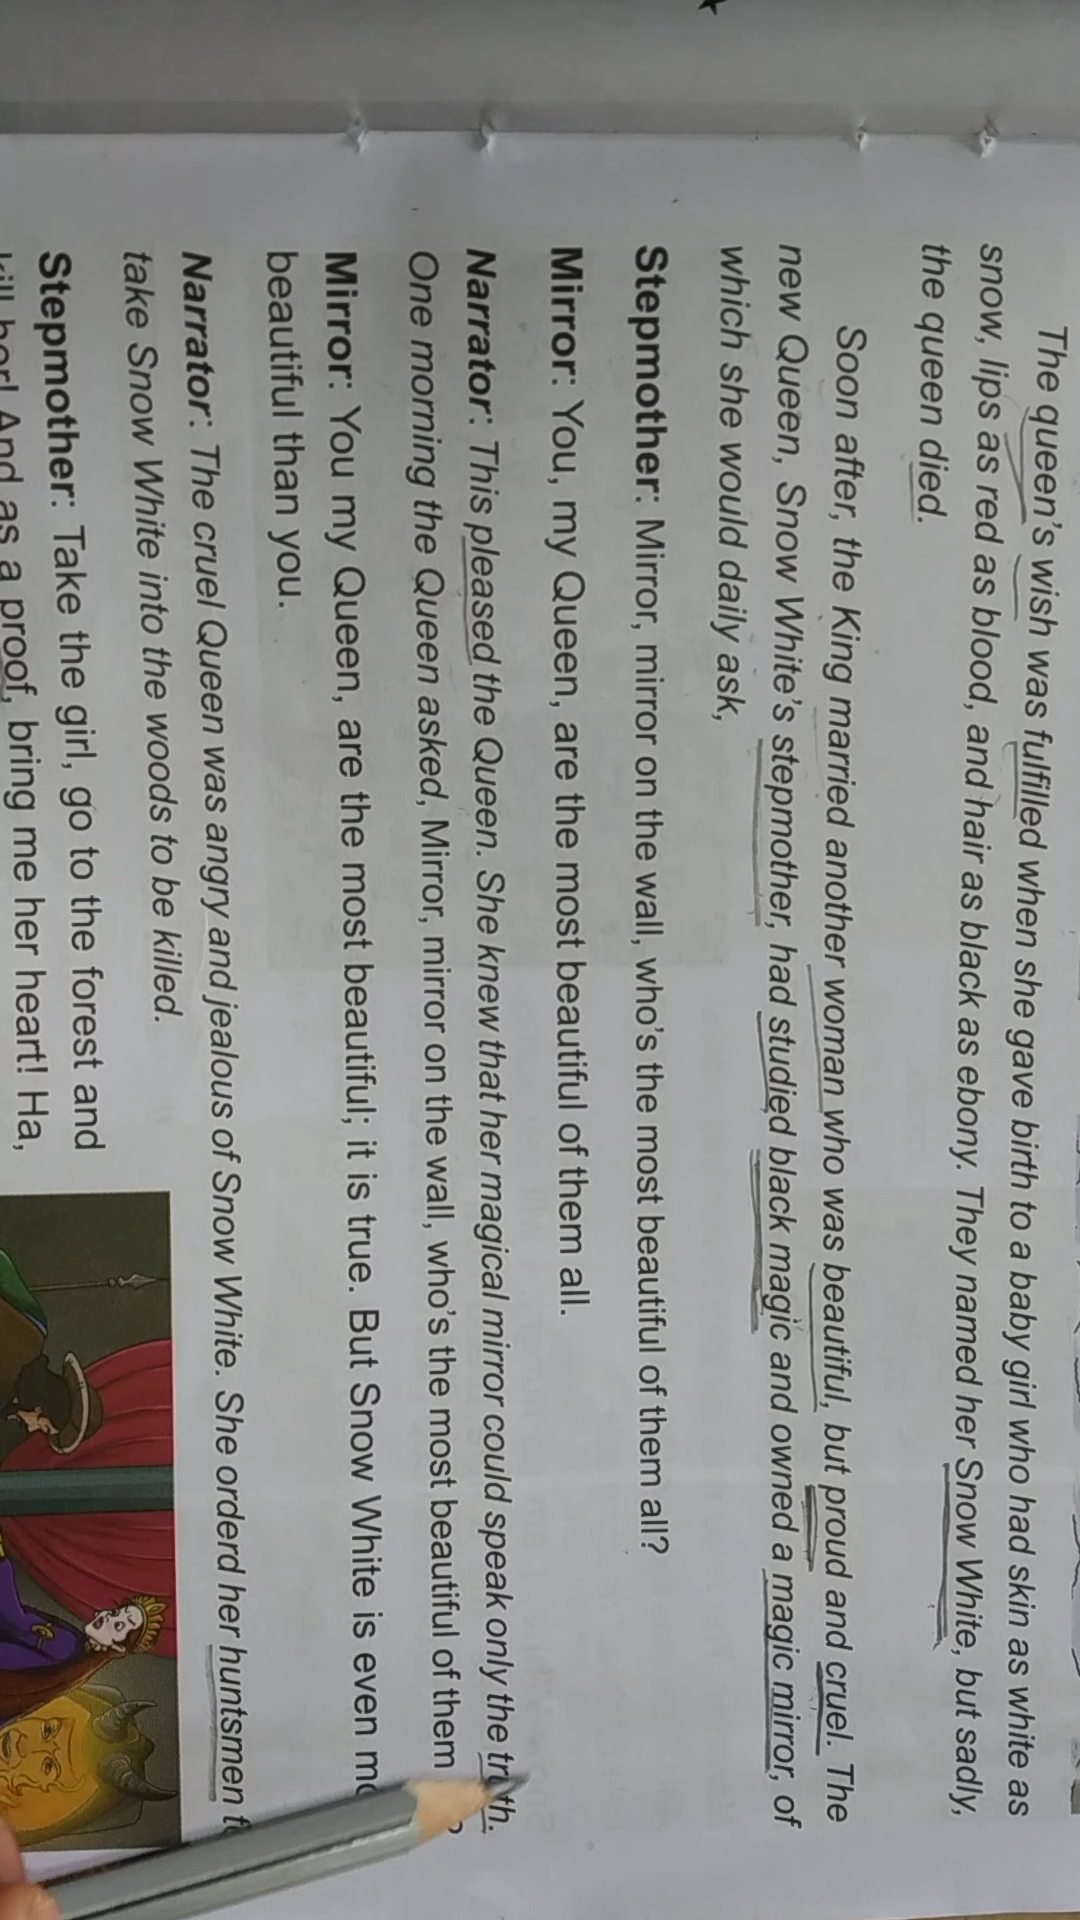 The queen's wish was fulfilled when she gave birth to a baby girl who had skin as white as
snow, lips as red as blood, and hair as black as ebony. They named her Snow White, but sadly,
the queen died.
Soon after, the King married another woman who was beautiful, but proud and cruel. The
new Queen, Snow White's stepmother, had studied black magic and owned a magic mirror, of
which she would daily ask,
Stepmother: Mirror, mirror on the wall, who's the most beautiful of them all?
Mirror: You, my Queen, are the most beautiful of them all.
Narrator: This pleased the Queen. She knew that her magical mirror could speak only the truth.
One morning the Queen asked, Mirror, mirror on the wall, who's the most beautiful of them
Mirror: You my Queen, are the most beautiful; it is true. But Snow White is even
beautiful than you.
Narrator: The cruel Queen was angry and jealous of Snow White. She orderd her huntsmen
take Snow White into the woods to be killed.
Stepmother: Take the girl, go to the forest and
kill her! And as a proof, bring me her heart! Ha,